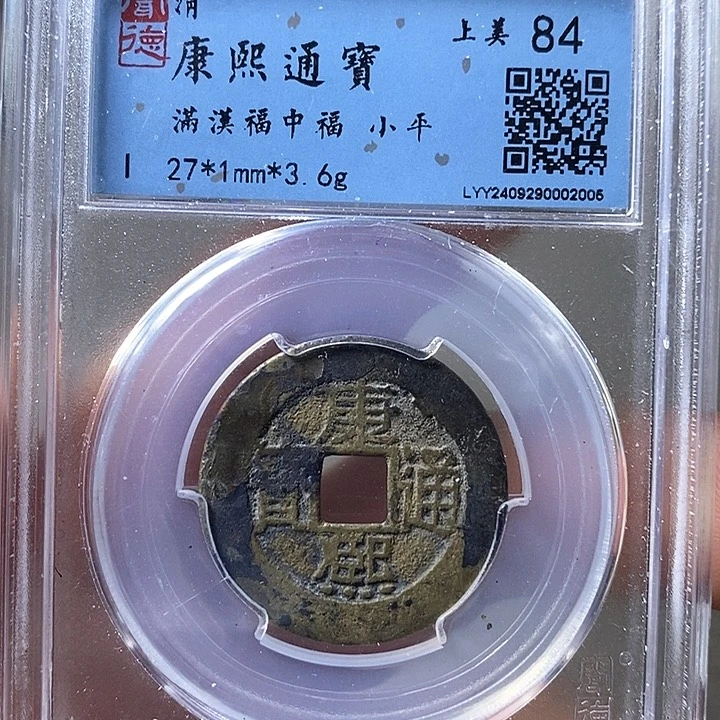 德
清
康熙通寶
上美 84
滿漢福中福 小平
27*1mm*3.6g
LYY2409290002005
康
通
熙